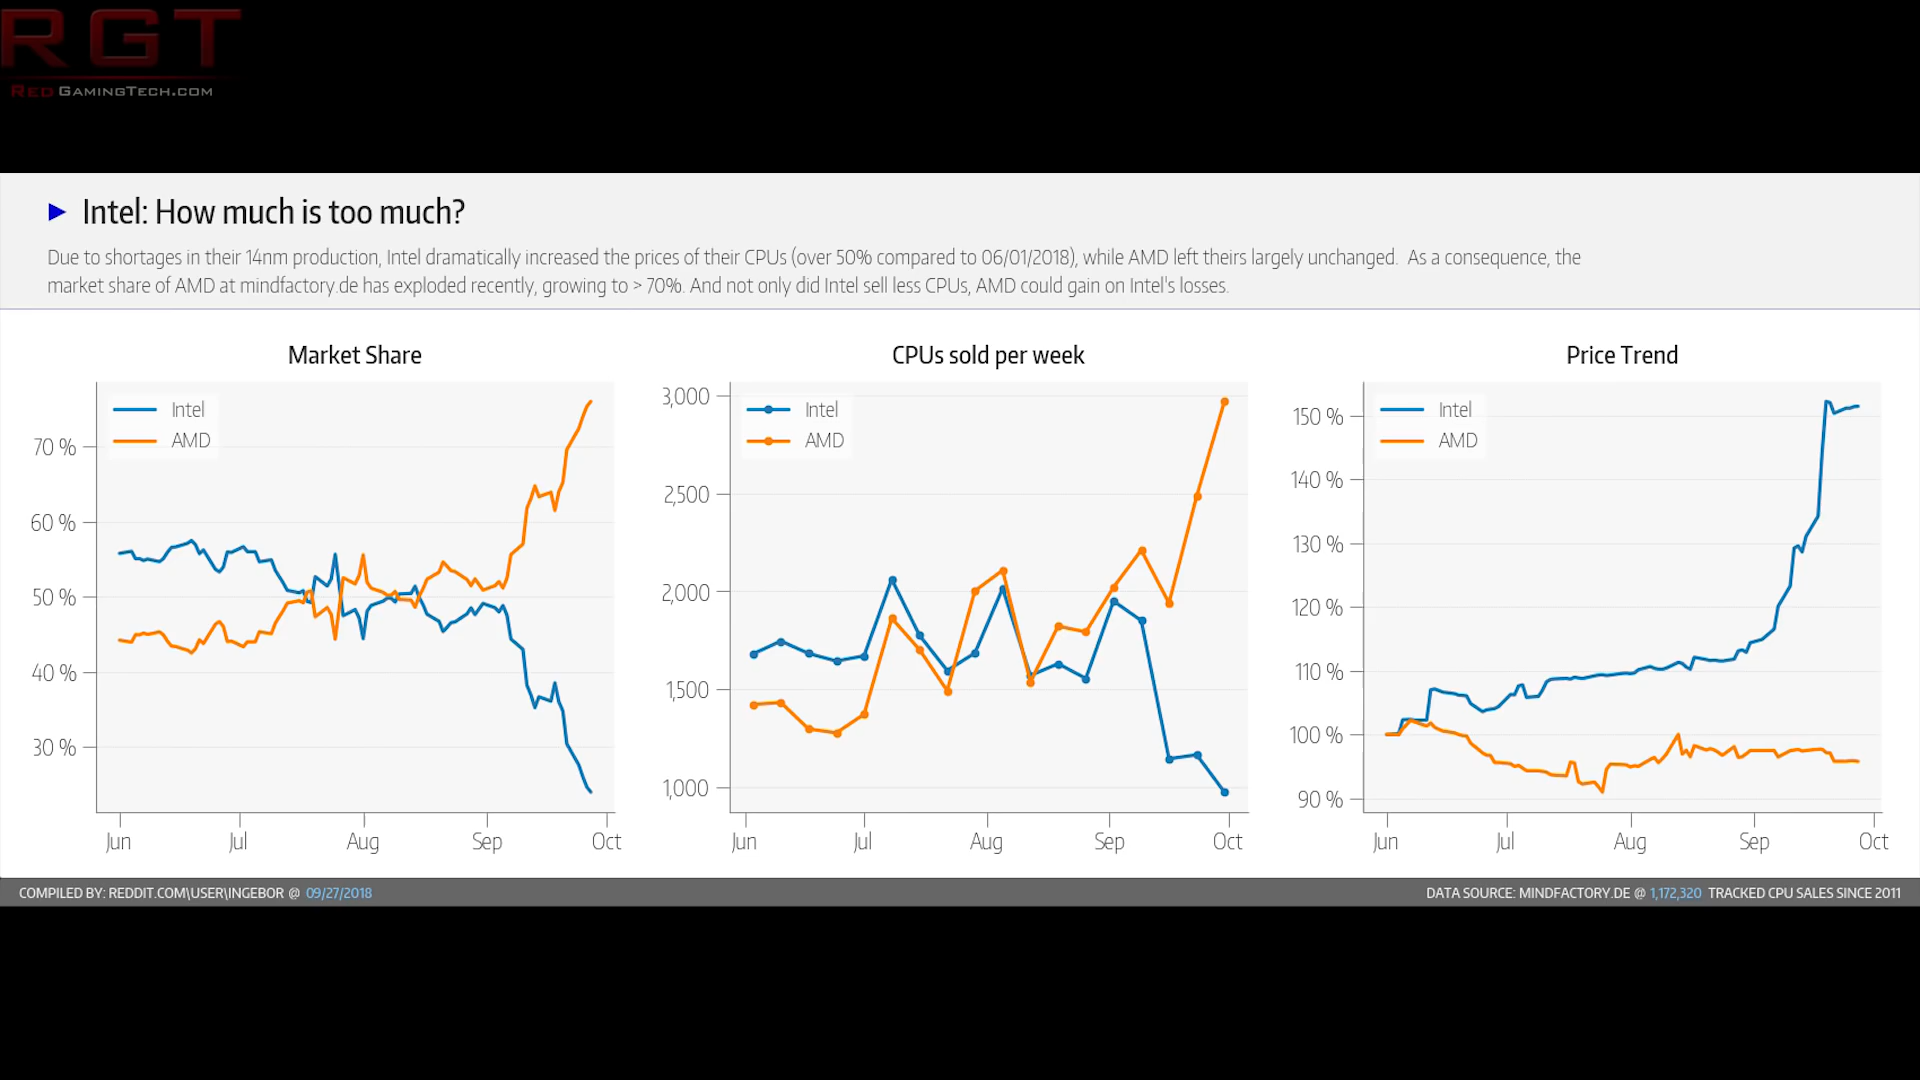 RGT
RED GAMINGTECH.COM
Intel: How much is too much?
Due to shortages in their 14nm production, Intel dramatically increased the prices of their CPUs (over 50% compared to 06/01/2018), while AMD left theirs largely unchanged. As a consequence, the
market share of AMD at mindfactory.de has exploded recently, growing to > 70%. And not only did Intel sell less CPUs, AMD could gain on Intel's losses.
Market Share
Intel
AMD
70 %
60 %
50 %
40 %
30 %
Jun Jul Aug Sep Oct
CPUs sold per week
Intel
AMD
3,000
2,500
2,000
1,500
1,000
Jun Jul Aug Sep Oct
Price Trend
Intel
AMD
150 %
140 %
130 %
120 %
110 %
100 %
90 %
Jun Jul Aug Sep Oct
COMPILED BY: REDDIT.COM\USER\INGEBOR @ 09/27/2018
DATA SOURCE: MINDFACTORY.DE @ 1,172,320 TRACKED CPU SALES SINCE 2011